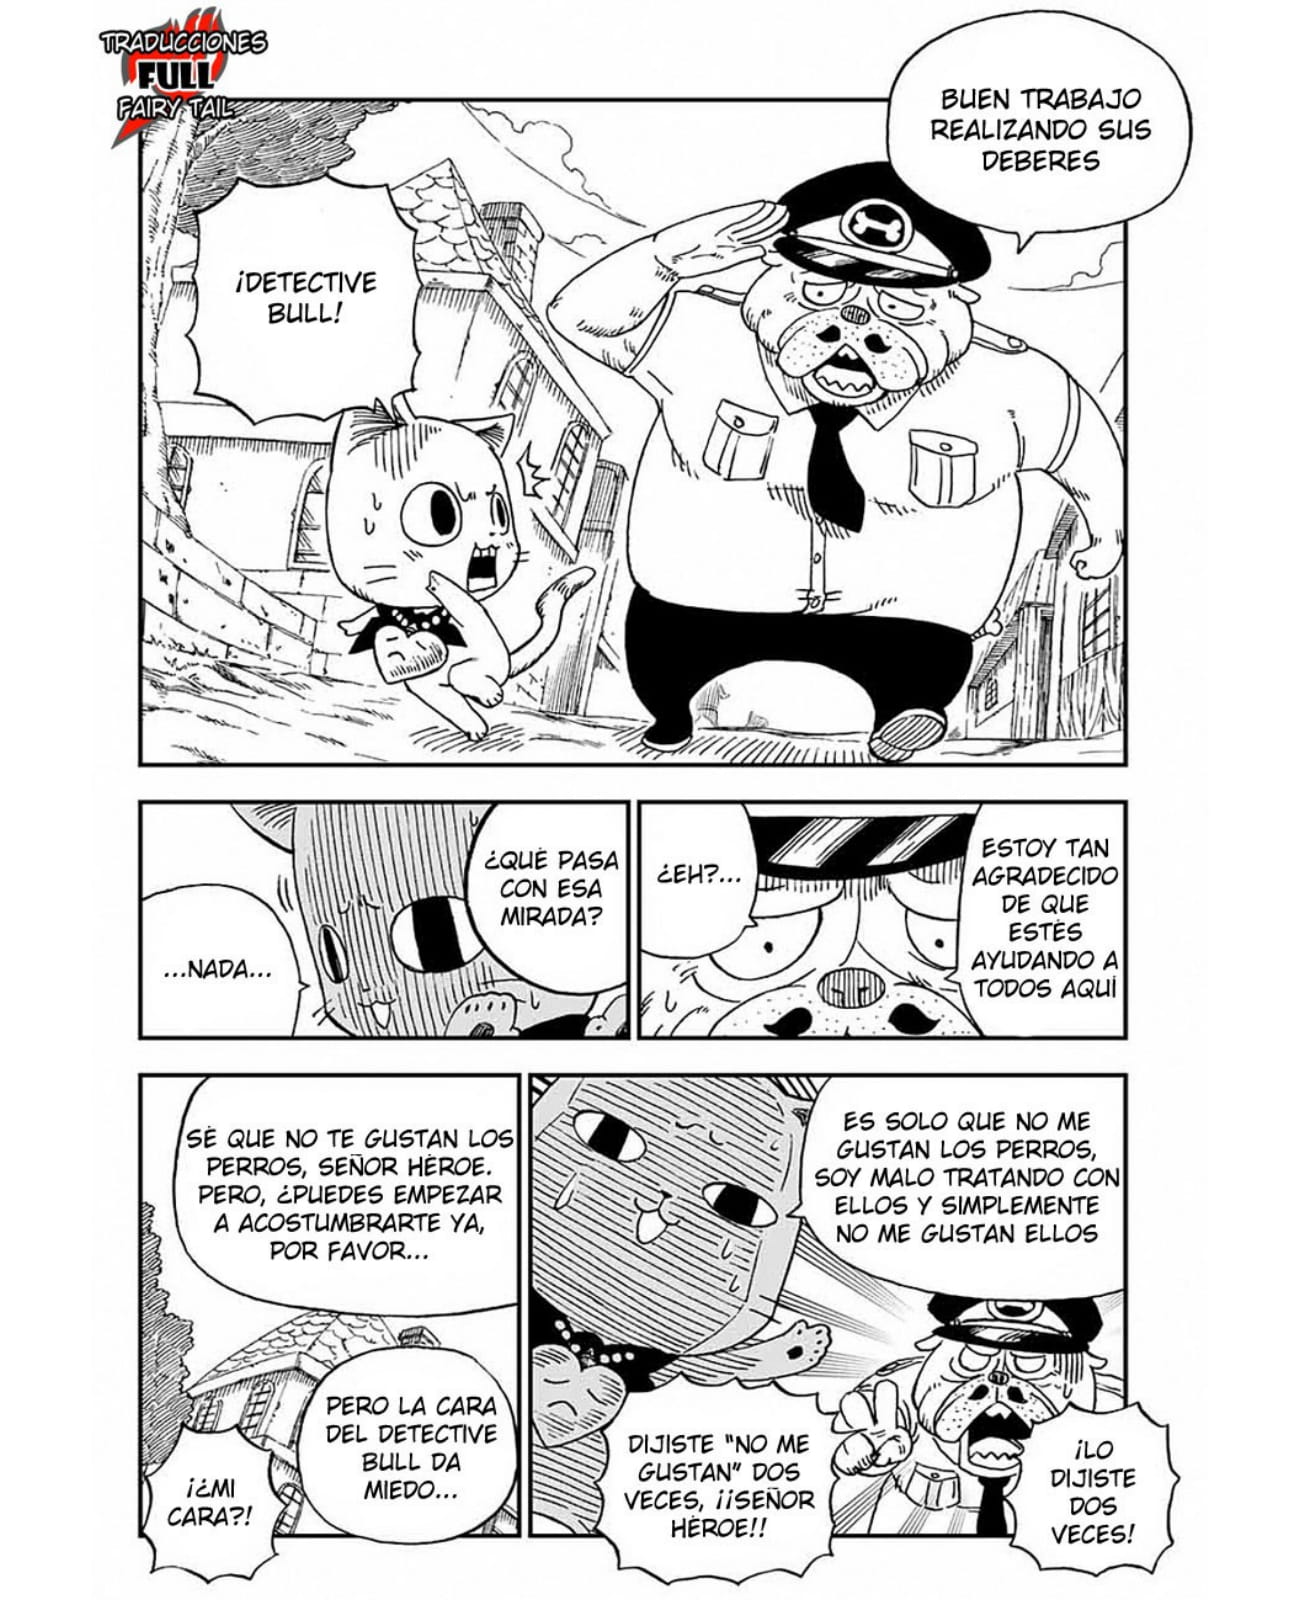 TRADUCCIONES
FULL
FAIRY TAIL
BUEN TRABAJO
REALIZANDO SUS
DEBERES
¡DETECTIVE
BULL!
ESTOY TAN
AGRADECIDO
DE QUE
ESTÉS
AYUDANDO A
TODOS AQUÍ
¿EH?...
¿QUÉ PASA
CON ESA
MIRADA?
...NADA...
ES SOLO QUE NO ME
GUSTAN LOS PERROS,
SOY MALO TRATANDO CON
ELLOS Y SIMPLEMENTE
NO ME GUSTAN ELLOS
¡LO
DIJISTE
DOS
VECES!
DIJISTE "NO ME
GUSTAN" DOS
VECES, ¡¡SEÑOR
HÉROE!!
SÉ QUE NO TE GUSTAN LOS
PERROS, SEÑOR HÉROE.
PERO, ¿PUEDES EMPEZAR
A ACOSTUMBRARTE YA,
POR FAVOR...
PERO LA CARA
DEL DETECTIVE
BULL DA
MIEDO...
¡¿MI
CARA?!